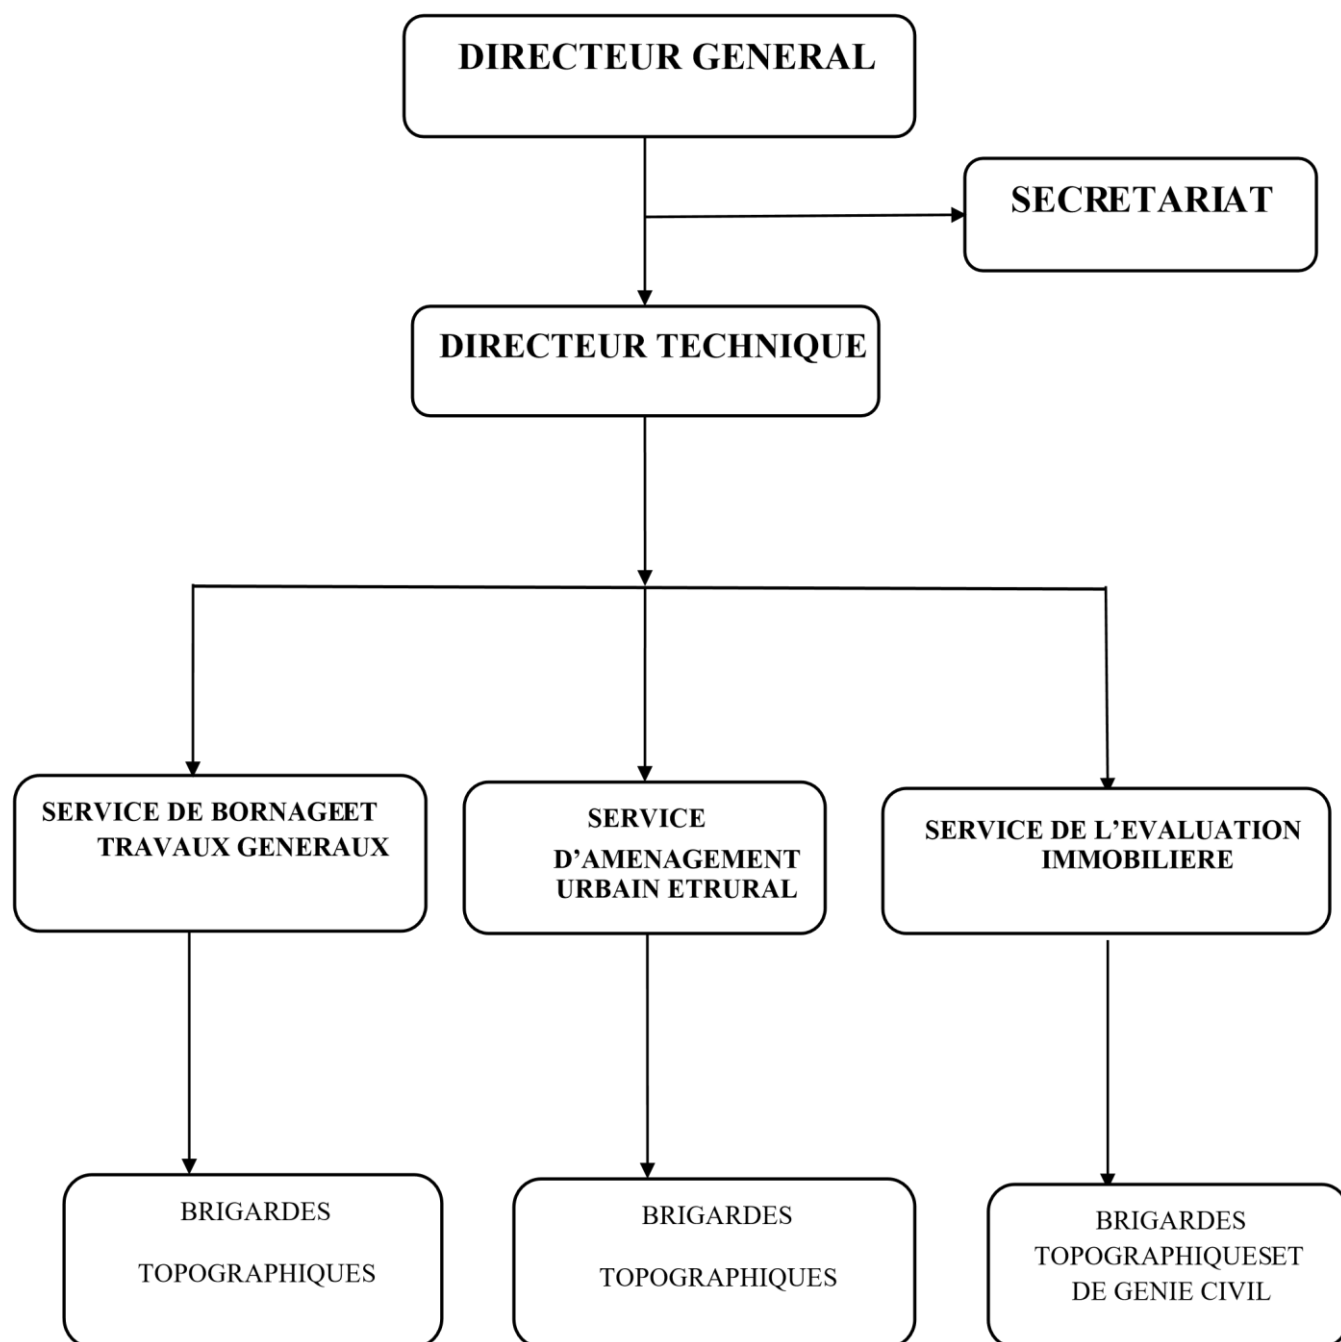 DIRECTEUR GENERAL
SECRETARIAT
DIRECTEUR TECHNIQUE
SERVICE DE BORNAGEET
TRAVAUX GENERAUX
SERVICE
D’AMENAGEMENT
URBAIN ETRURAL
SERVICE DE L’EVALUATION
IMMOBILIERE
BRIGARDES
TOPOGRAPHIQUES
BRIGARDES
TOPOGRAPHIQUES
BRIGARDES
TOPOGRAPHIQUESET
DE GENIE CIVIL